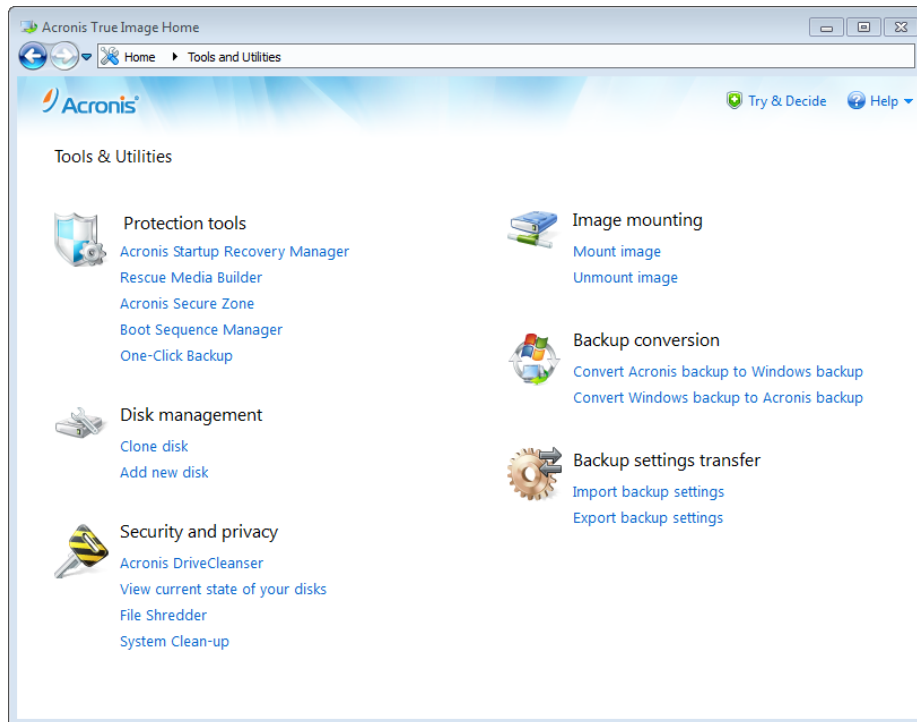 Acronis True Image Home
Home ▸ Tools and Utilities
Acronis
Try & Decide Help
Tools & Utilities
Protection tools
Acronis Startup Recovery Manager
Rescue Media Builder
Acronis Secure Zone
Boot Sequence Manager
One-Click Backup
Disk management
Clone disk
Add new disk
Security and privacy
Acronis DriveCleanser
View current state of your disks
File Shredder
System Clean-up
Image mounting
Mount image
Unmount image
Backup conversion
Convert Acronis backup to Windows backup
Convert Windows backup to Acronis backup
Backup settings transfer
Import backup settings
Export backup settings